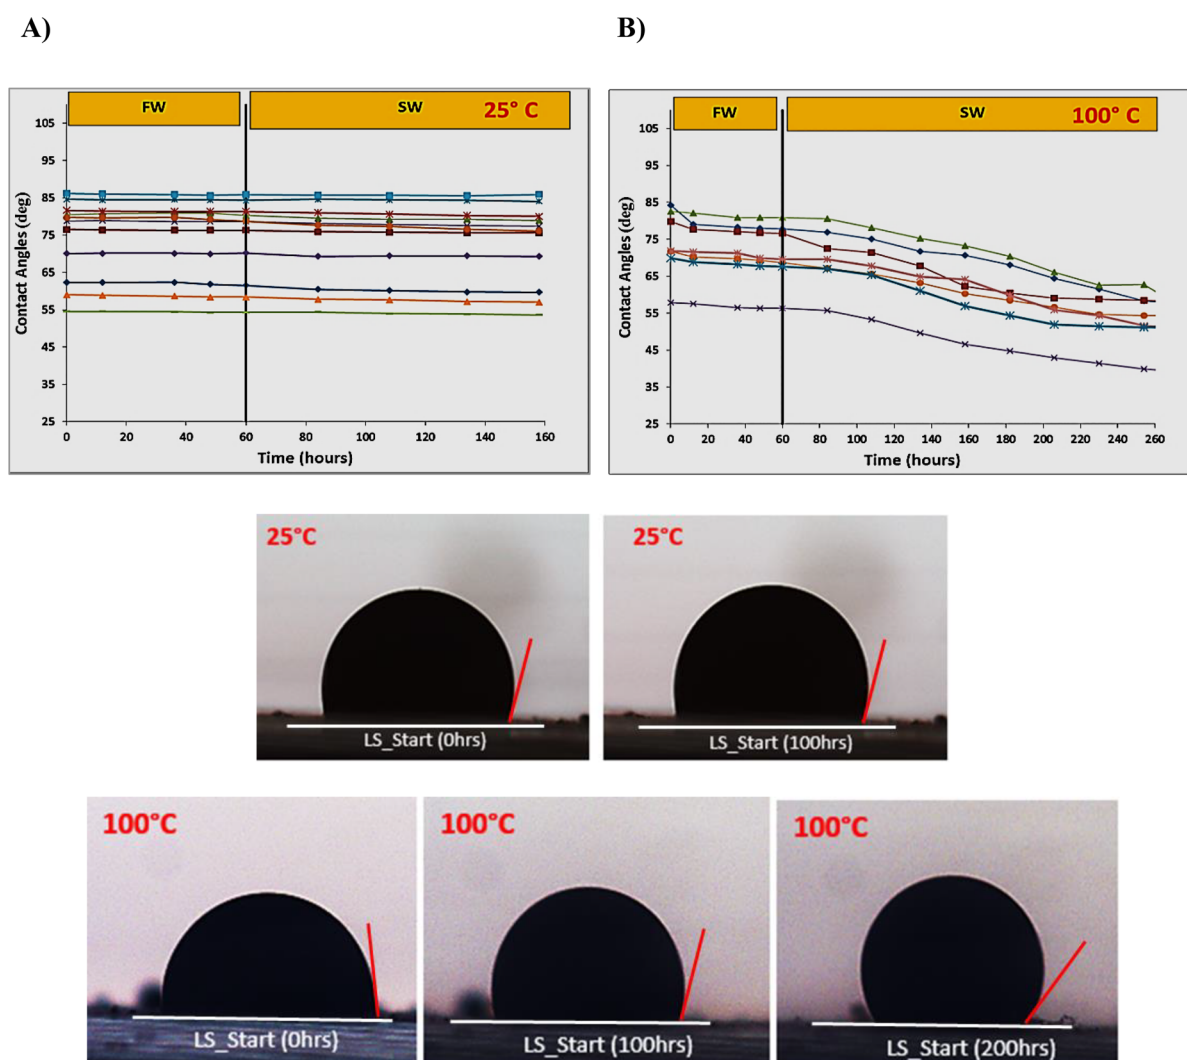 A)
B)
FW
SW
25° C
105
95
85
75
65
55
45
35
25
0
20
40
60
80
100
120
140
160
Contact Angles (deg)
Time (hours)
FW
SW
100° C
105
95
85
75
65
55
45
35
25
0
20
40
60
80
100
120
140
160
180
200
220
240
260
Contact Angles (deg)
Time (hours)
25°C
LS_Start (0hrs)
25°C
LS_Start (100hrs)
100°C
LS_Start (0hrs)
100°C
LS_Start (100hrs)
100°C
LS_Start (200hrs)